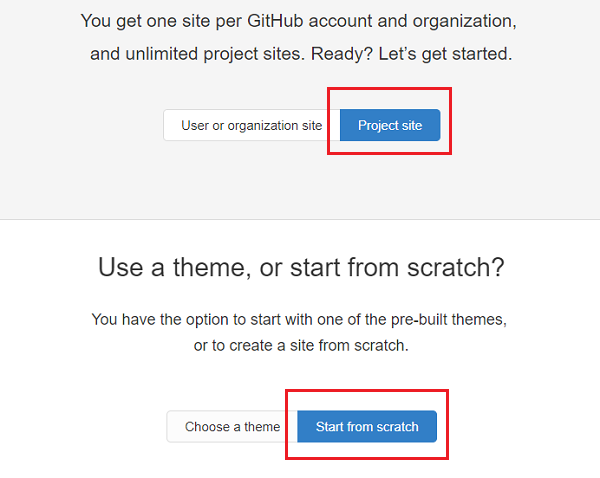 You get one site per GitHub account and organization,
and unlimited project sites. Ready? Let’s get started.
User or organization site Project site
Use a theme, or start from scratch?
You have the option to start with one of the pre-built themes,
or to create a site from scratch.
Choose a theme Start from scratch